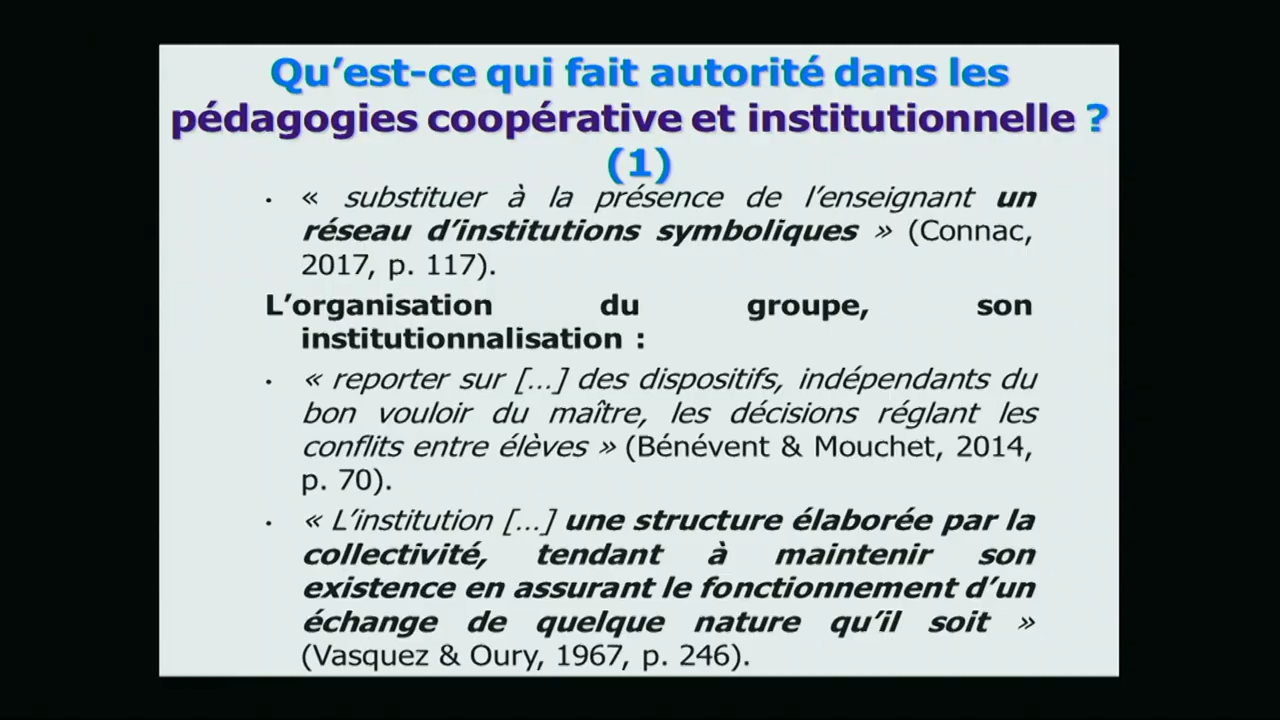 Qu’est-ce qui fait autorité dans les
pédagogies coopérative et institutionnelle ?
(1)
• « substituer à la présence de l’enseignant un
réseau d’institutions symboliques » (Connac,
2017, p. 117).
L’organisation du groupe, son
institutionnalisation :
• « reporter sur […] des dispositifs, indépendants du
bon vouloir du maître, les décisions réglant les
conflits entre élèves » (Bénévent & Mouchet, 2014,
p. 70).
• « L’institution […] une structure élaborée par la
collectivité, tendant à maintenir son
existence en assurant le fonctionnement d’un
échange de quelque nature qu’il soit »
(Vasquez & Oury, 1967, p. 246).